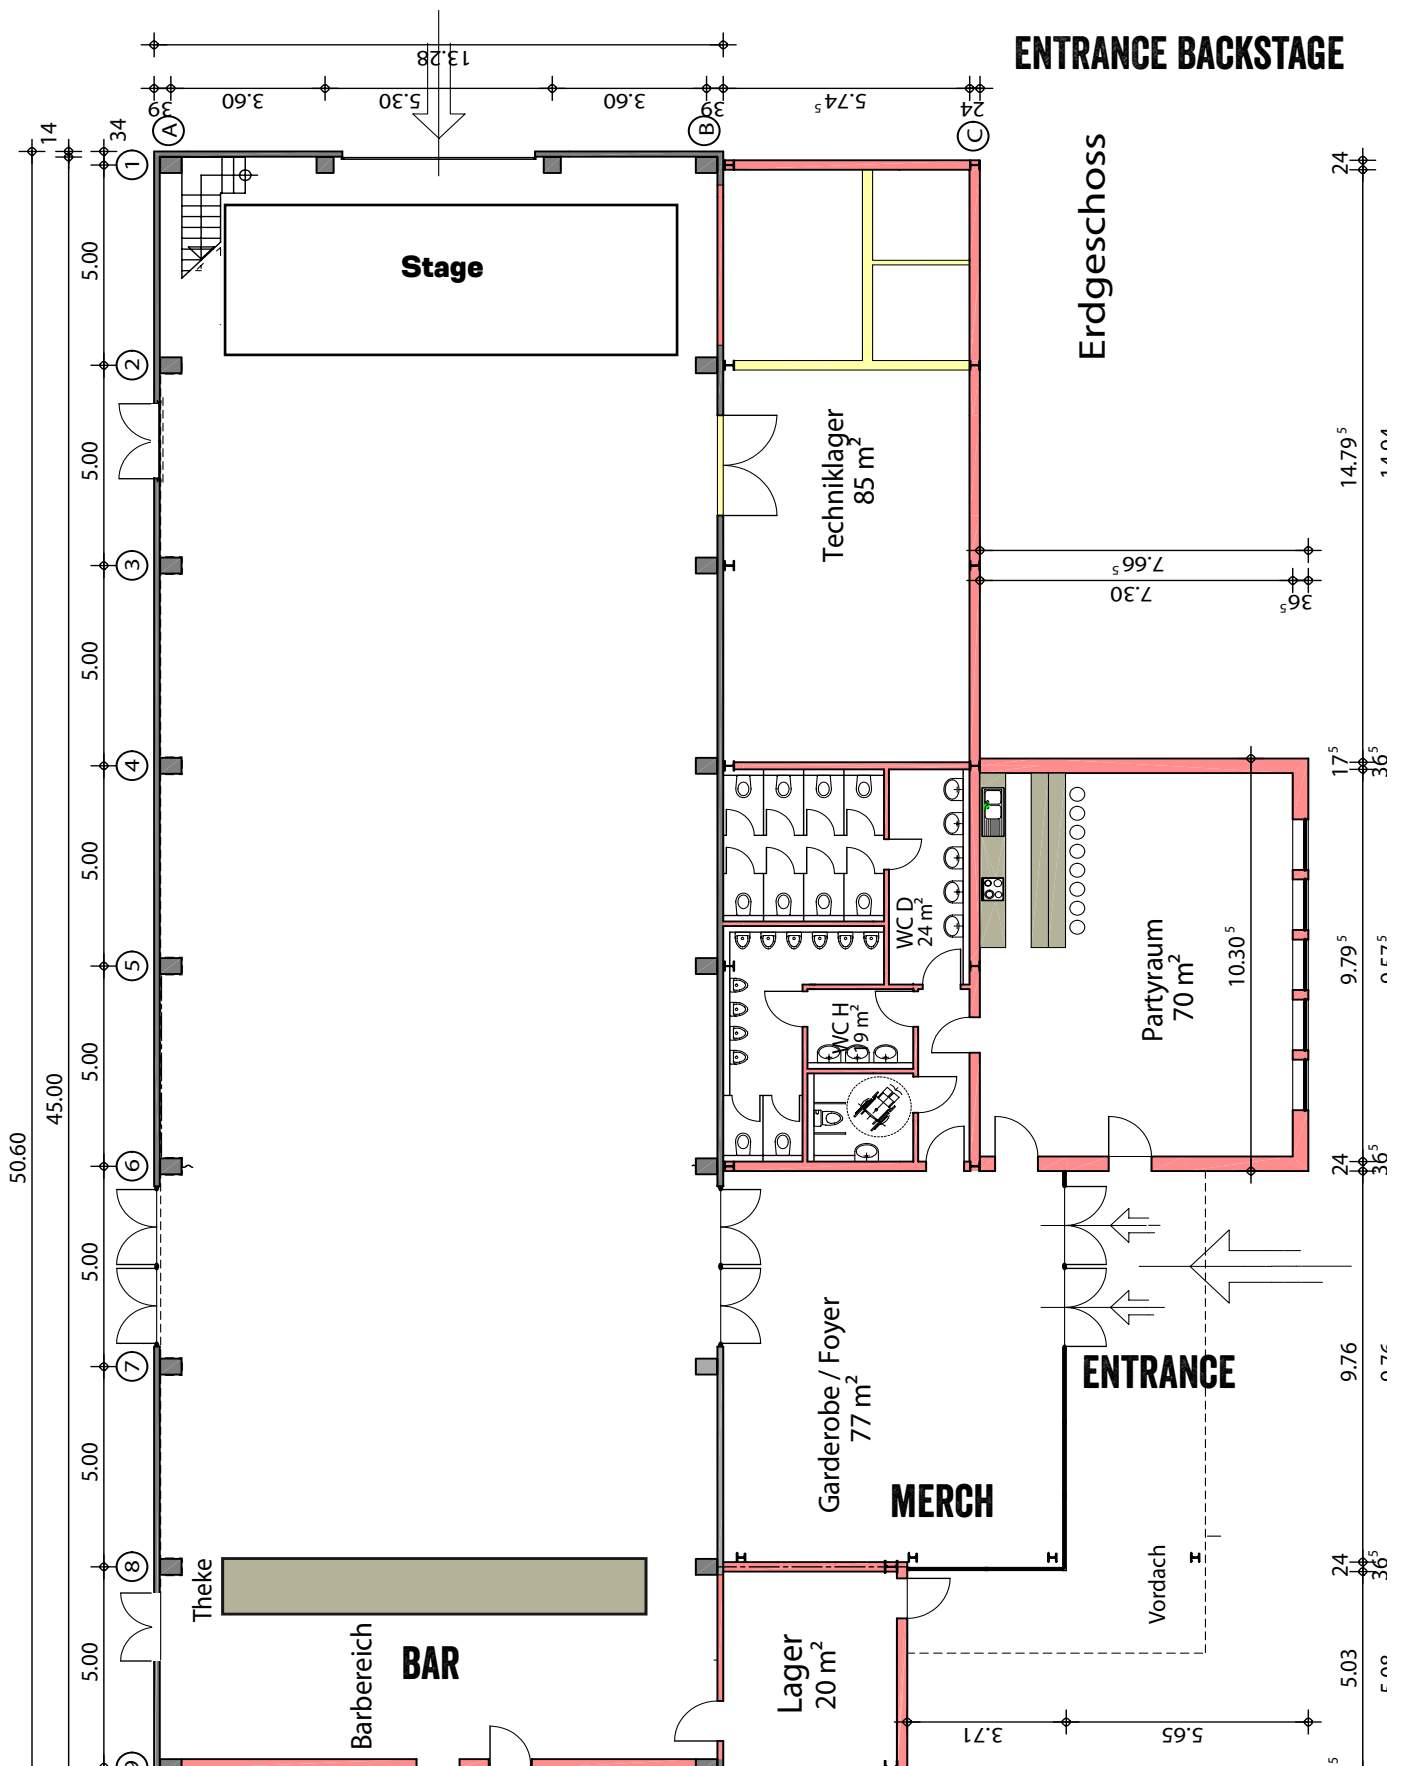 ENTRANCE BACKSTAGE
13.28
39
3.60
5.30
3.60
39
5.74⁵
24
14
34
A
B
C
1
24
Erdgeschoss
5.00
Stage
2
5.00
Techniklager
85 m²
14.79⁵
3
7.66⁵
7.30
36⁵
5.00
4
17⁵
36⁵
5.00
WC D
24 m²
5
Partyraum
70 m²
10.30⁵
9.79⁵
WC H
19 m²
5.00
45.00
50.60
6
24
36⁵
5.00
Garderobe / Foyer
77 m²
ENTRANCE
9.76
7
5.00
MERCH
8
24
36⁵
Theke
Vordach
5.00
Barbereich
BAR
Lager
20 m²
5.03
3.71
5.65